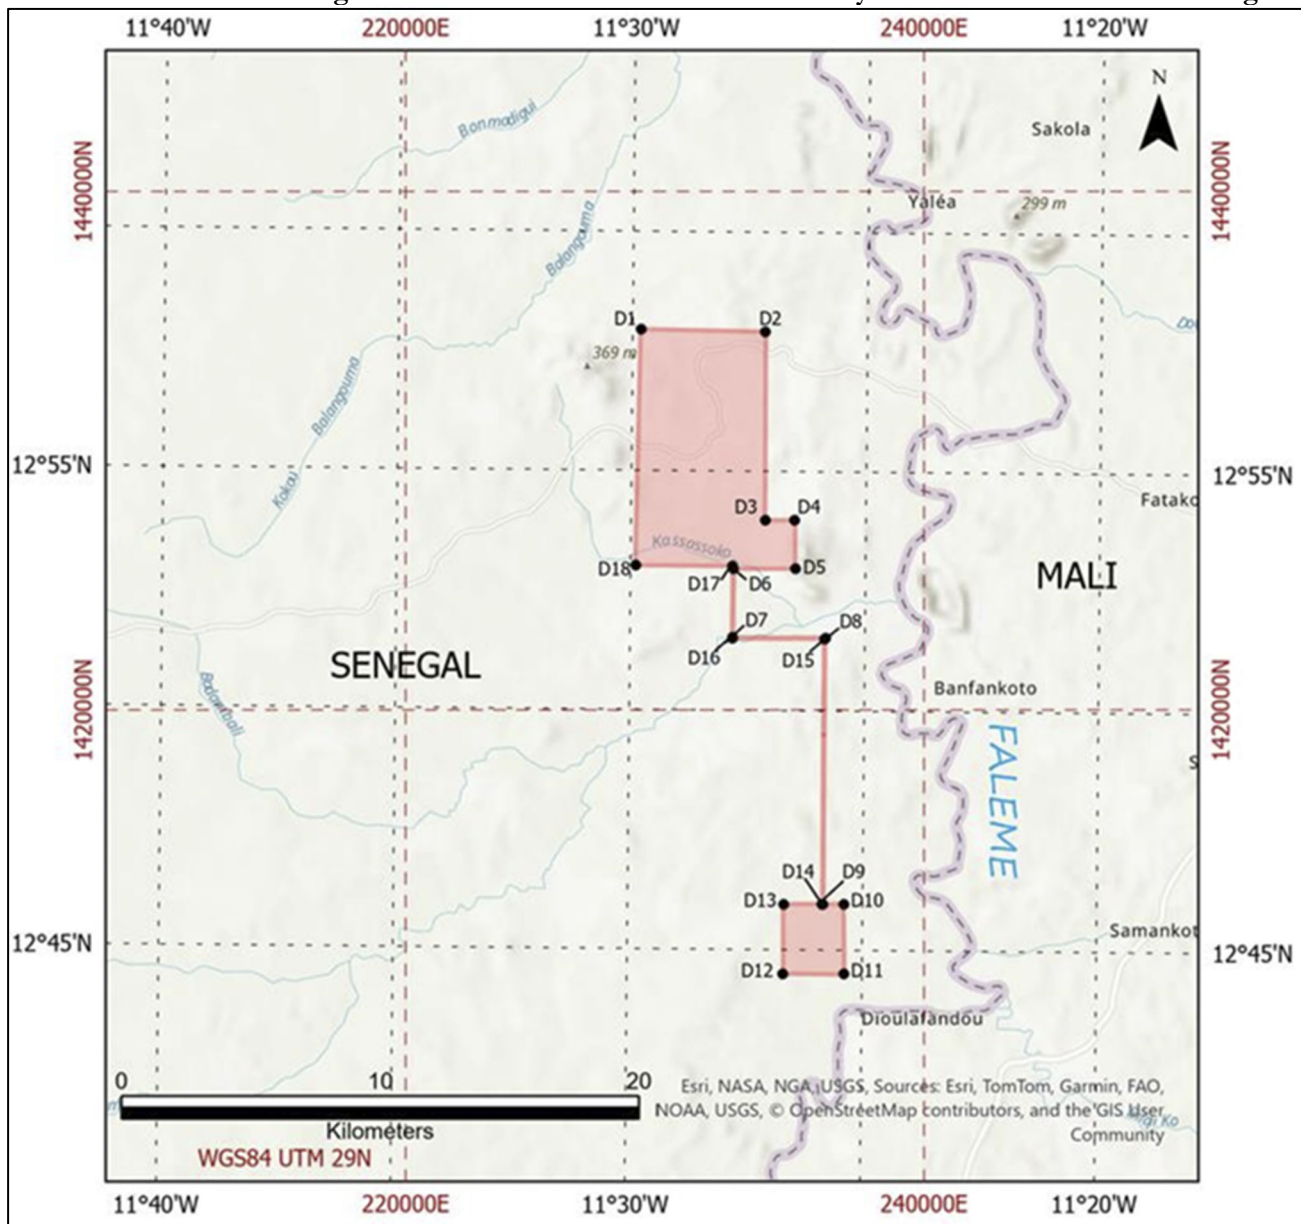 11°40'W 220000E 11°30'W 240000E 11°20'W
N
Bonmadigui
Sakola
1440000N
1440000N
Yaléa
299 m
Balangouma
D1 D2
369 m
Balangouma
12°55'N
12°55'N
Kokou
Fatako
D3 D4
Kassassoko
D18 D17 D6 D5
MALI
D7 D8
D16 D15
SENEGAL
Banfankoto
1420000N
1420000N
FALEME
D14 D9
D13 D10
Samankot
12°45'N
12°45'N
D12 D11
Dioulafandou
0 10 20
Kilometers
WGS84 UTM 29N
Esri, NASA, NGA, USGS, Sources: Esri, TomTom, Garmin, FAO,
NOAA, USGS, © OpenStreetMap contributors, and the GIS User
Community
11°40'W 220000E 11°30'W 240000E 11°20'W